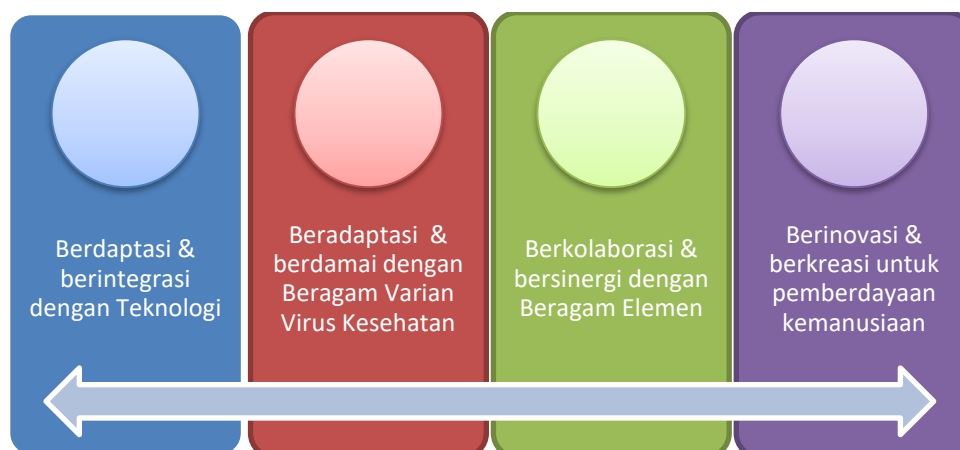 Berdaptasi &
berintegrasi
dengan Teknologi
Beradaptasi &
berdamai dengan
Beragam Varian
Virus Kesehatan
Berkolaborasi &
bersinergi dengan
Beragam Elemen
Berinovasi &
berkreasi untuk
pemberdayaan
kemanusiaan